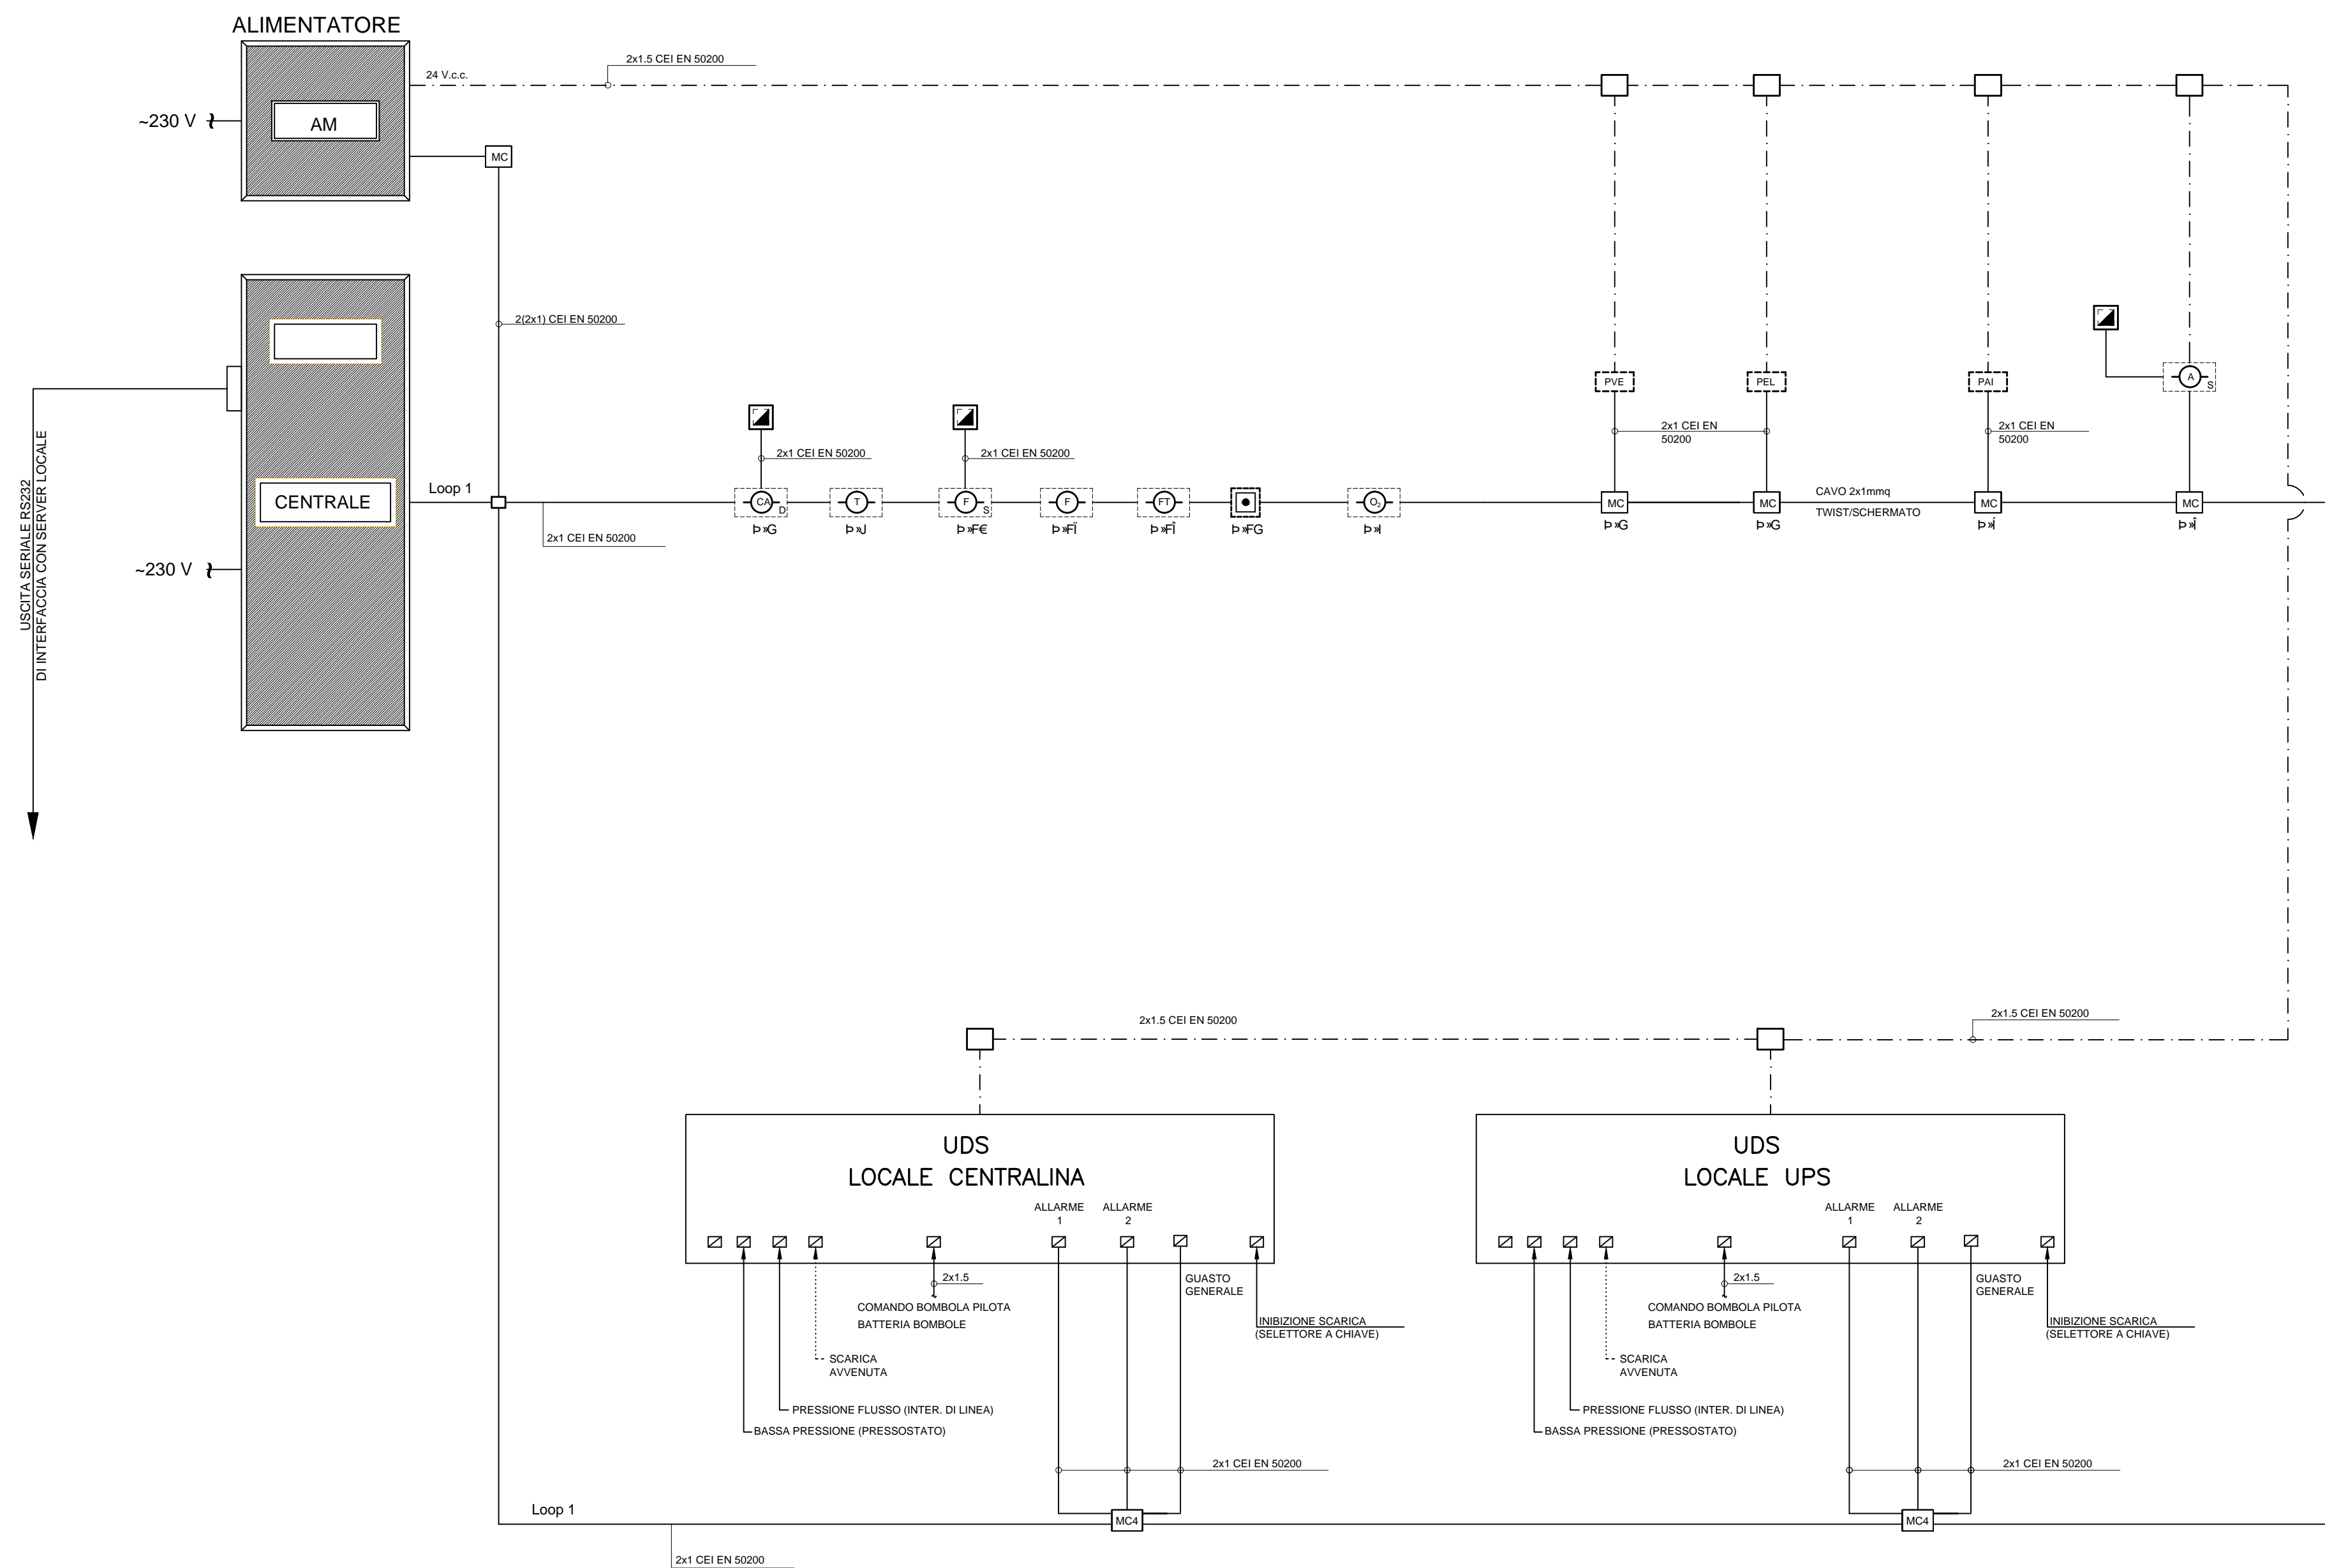 ALIMENTATORE
2x1.5 CEI EN 50200
24 V.c.c.
~230 V
AM
MC
2(2x1) CEI EN 50200
USCITA SERIALE RS232
DI INTERFACCIA CON SERVER LOCALE
PVE
PEL
PAI
A
S
2x1 CEI EN 50200
2x1 CEI EN 50200
2x1 CEI EN
50200
2x1 CEI EN
50200
CENTRALE
Loop 1
CA
D
T
F
S
F
FT
O₂
MC
MC
CAVO 2x1mmq
TWIST/SCHERMATO
MC
MC
Þ»G
Þ»J
Þ»F€
Þ»FÏ
Þ»FÎ
Þ»FG
Þ»I
Þ»G
Þ»G
Þ»Í
Þ»Î
2x1 CEI EN 50200
~230 V
2x1.5 CEI EN 50200
2x1.5 CEI EN 50200
UDS
LOCALE CENTRALINA
ALLARME
1
ALLARME
2
2x1.5
COMANDO BOMBOLA PILOTA
BATTERIA BOMBOLE
GUASTO
GENERALE
INIBIZIONE SCARICA
(SELETTORE A CHIAVE)
SCARICA
AVVENUTA
PRESSIONE FLUSSO (INTER. DI LINEA)
BASSA PRESSIONE (PRESSOSTATO)
2x1 CEI EN 50200
MC4
UDS
LOCALE UPS
ALLARME
1
ALLARME
2
2x1.5
COMANDO BOMBOLA PILOTA
BATTERIA BOMBOLE
GUASTO
GENERALE
INIBIZIONE SCARICA
(SELETTORE A CHIAVE)
SCARICA
AVVENUTA
PRESSIONE FLUSSO (INTER. DI LINEA)
BASSA PRESSIONE (PRESSOSTATO)
2x1 CEI EN 50200
MC4
Loop 1
2x1 CEI EN 50200